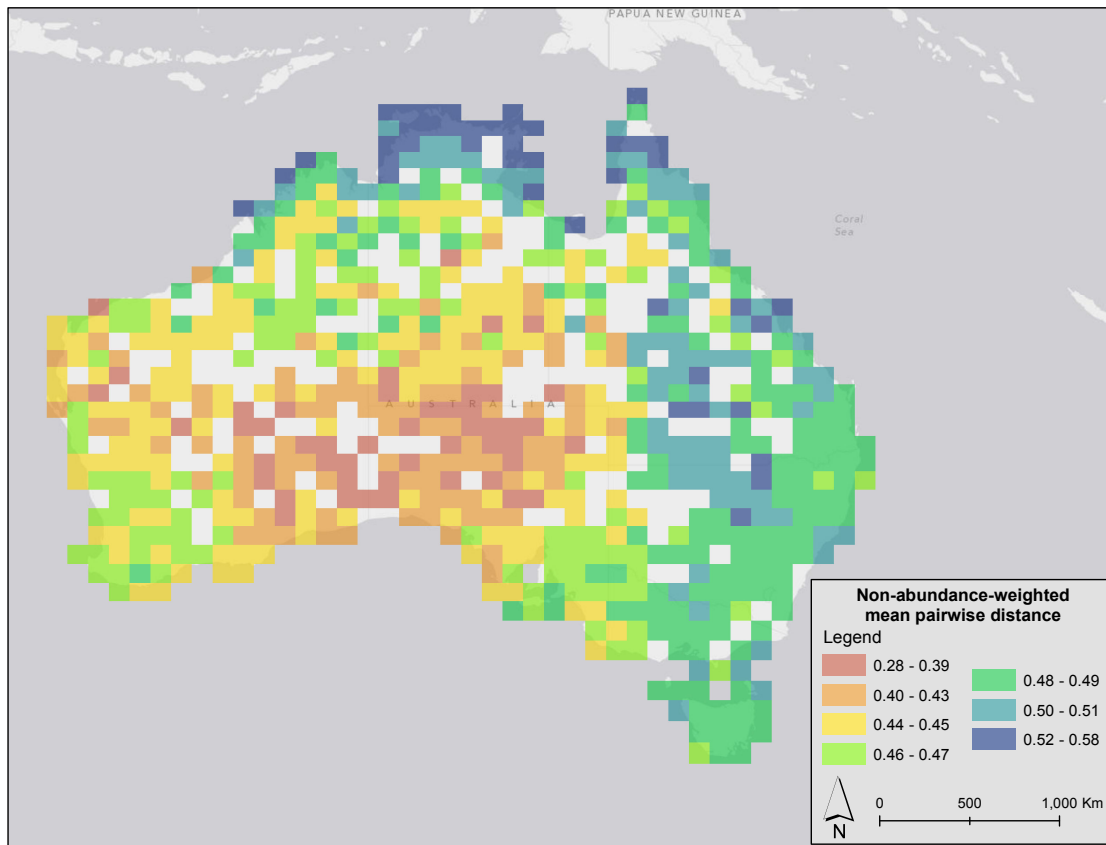 PAPUA NEW GUINEA
Coral
Sea
AUSTRALIA
Non-abundance-weighted
mean pairwise distance
Legend
0.28 - 0.39
0.40 - 0.43
0.44 - 0.45
0.46 - 0.47
0.48 - 0.49
0.50 - 0.51
0.52 - 0.58
N
0 500 1,000 Km